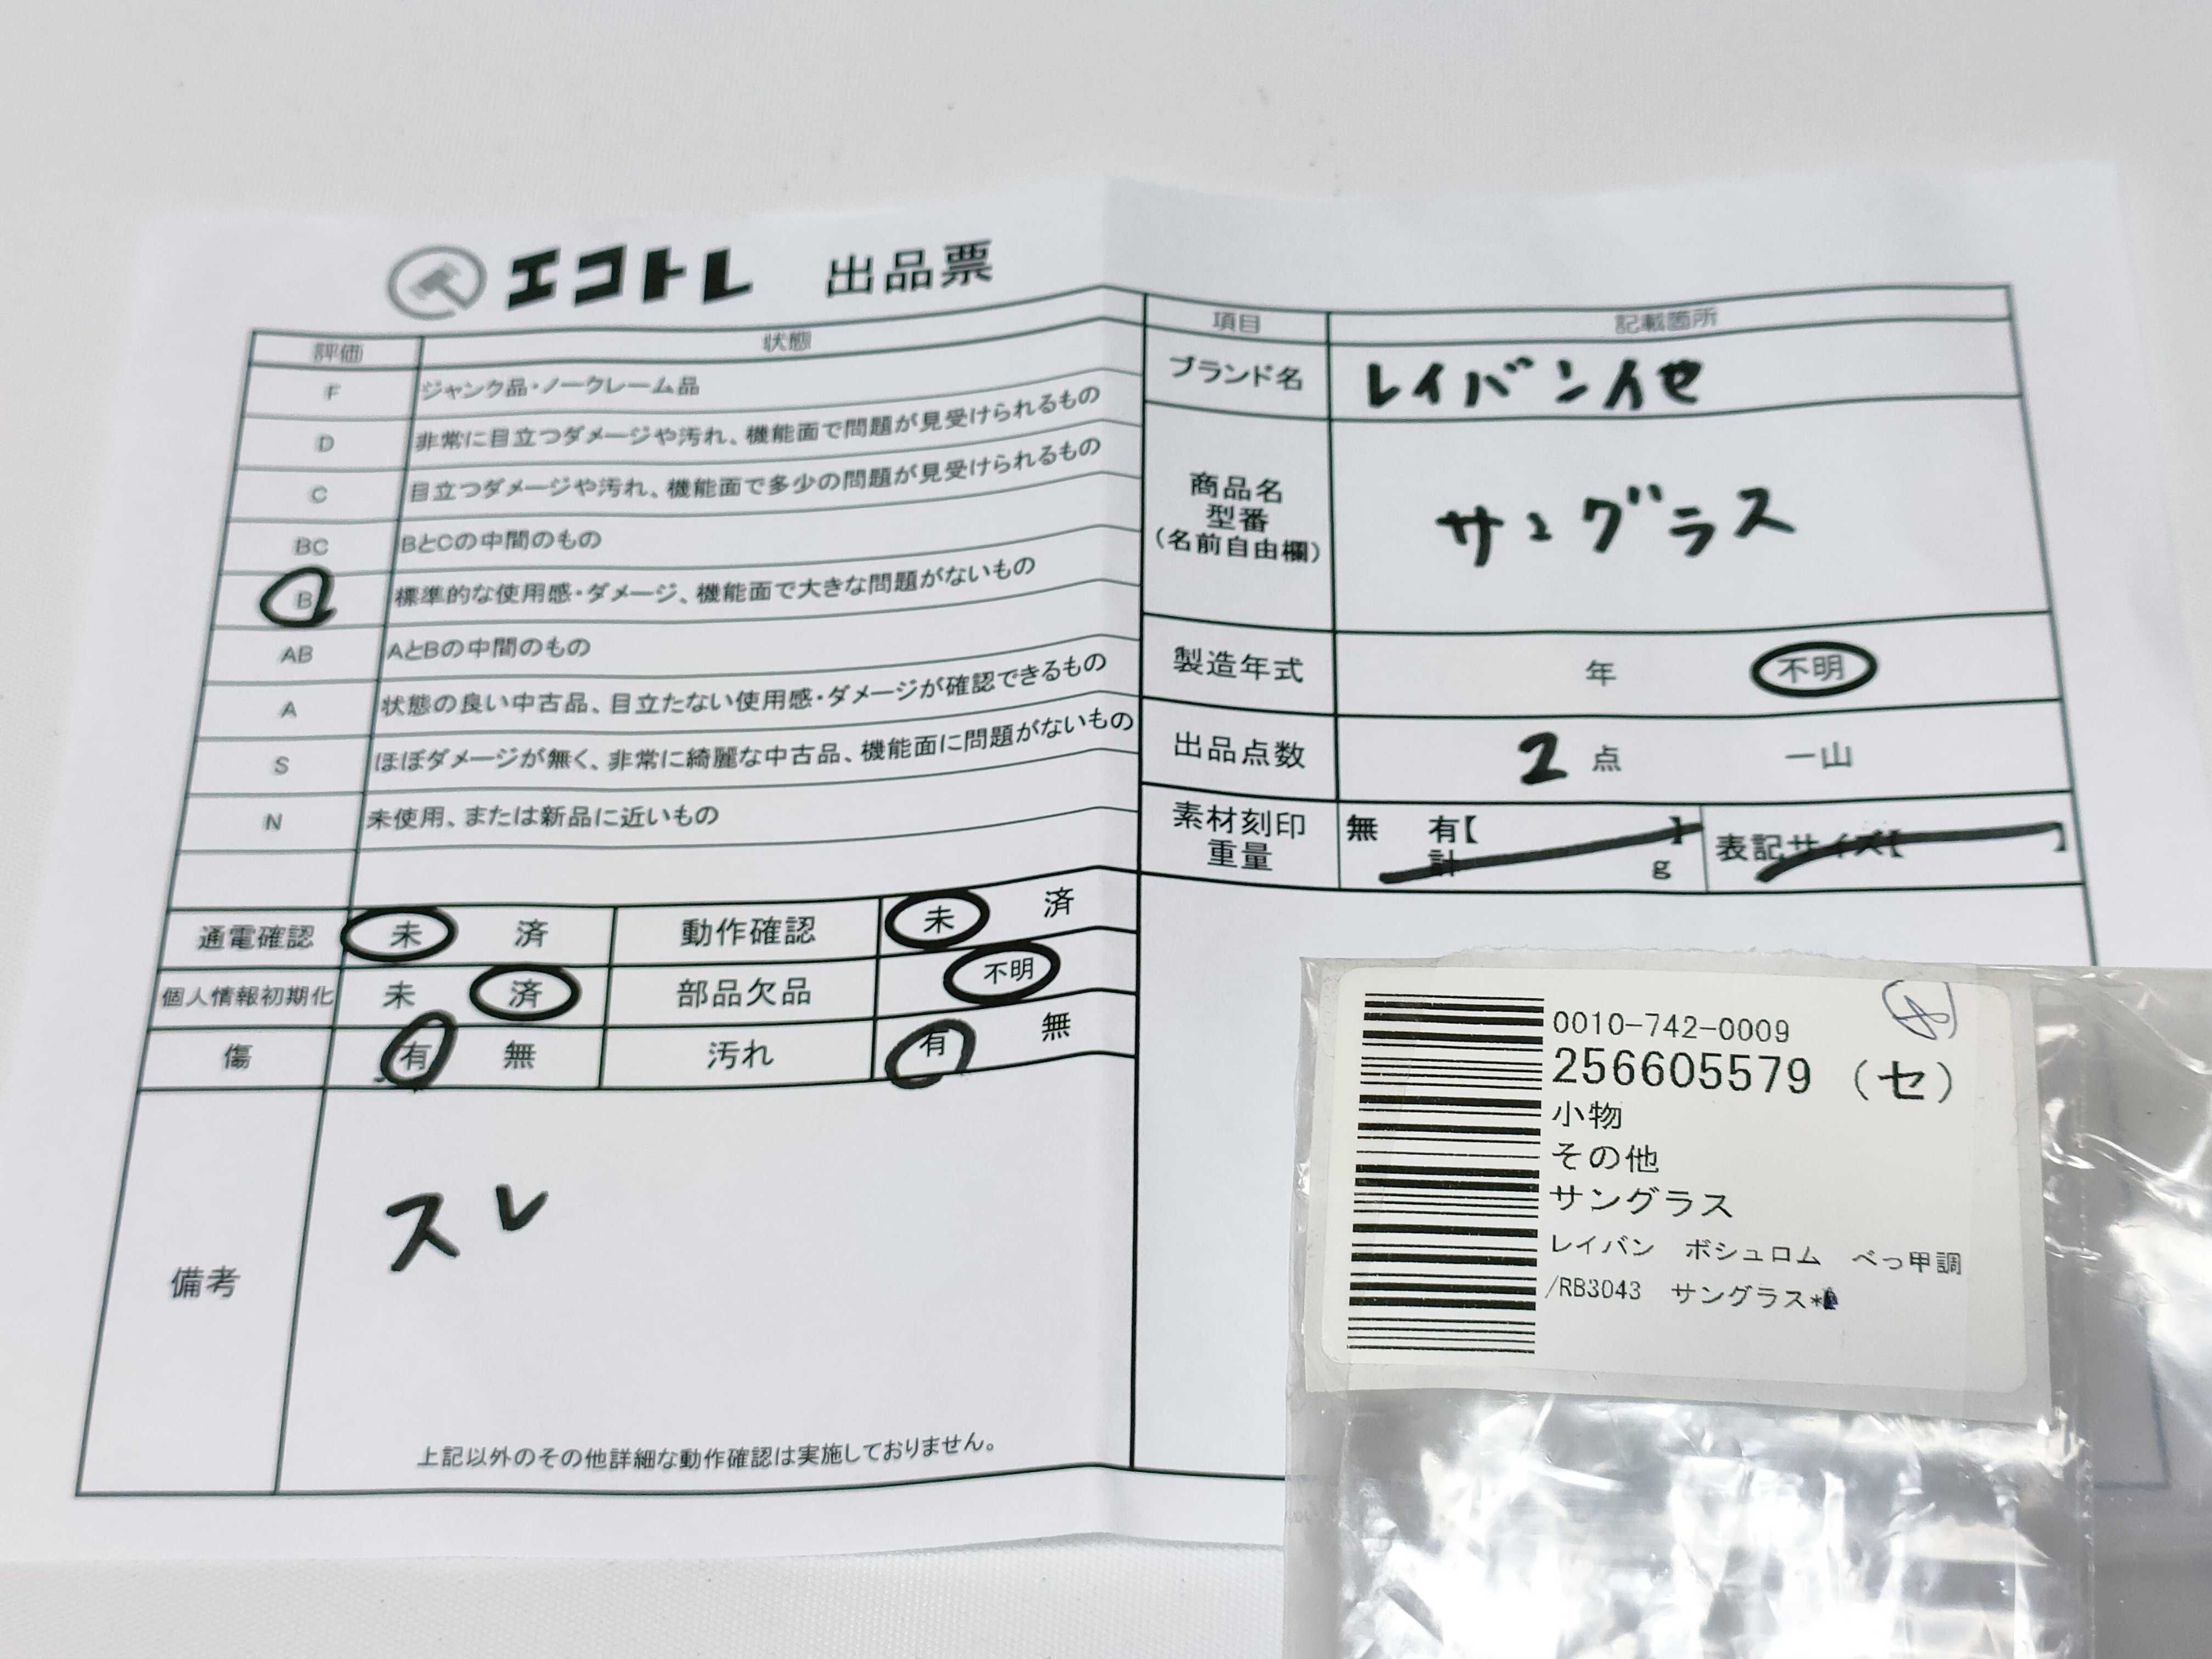 エコトレ 出品票
評価 状態
F ジャンク品・ノークレーム品
D 非常に目立つダメージや汚れ、機能面で問題が見受けられるもの
C 目立つダメージや汚れ、機能面で多少の問題が見受けられるもの
BC BとCの中間のもの
B 標準的な使用感・ダメージ、機能面で大きな問題がないもの
AB AとBの中間のもの
A 状態の良い中古品、目立たない使用感・ダメージが確認できるもの
S ほぼダメージが無く、非常に綺麗な中古品、機能面に問題がないもの
N 未使用、または新品に近いもの
通電確認 未 済 動作確認 未 済
個人情報初期化 未 済 部品欠品 不明
傷 有 無 汚れ 有 無
備考 スレ
上記以外のその他詳細な動作確認は実施しておりません。
項目 記載箇所
ブランド名 レイバン他
商品名
型番
(名前自由欄)
サングラス
製造年式 年 不明
出品点数 2 点 一山
素材刻印 無 有【 】 表記サイズ【 】
重量 計 g
0010-742-0009
256605579 (セ)
小物
その他
サングラス
レイバン ボシュロム べっ甲調
/RB3043 サングラス*